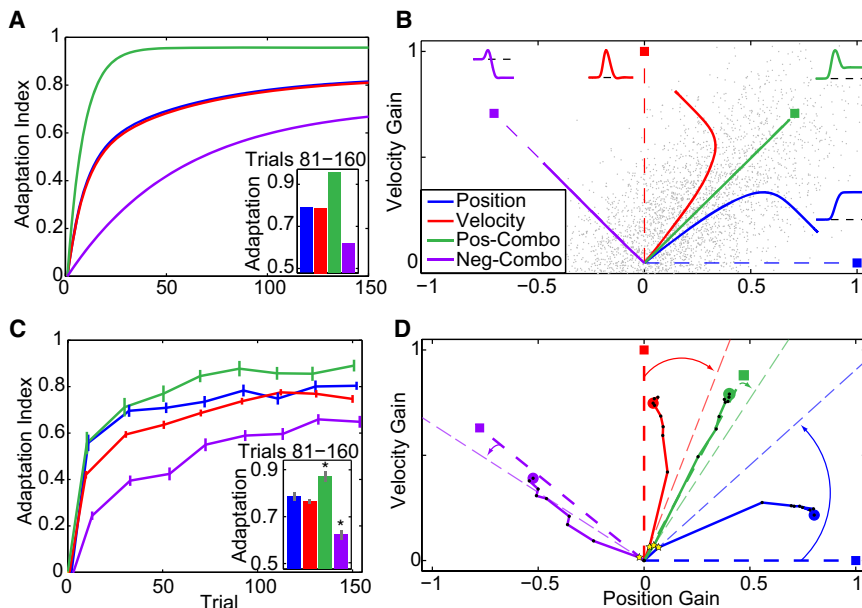 A
Adaptation Index
1
0.8
0.6
0.4
0.2
0
0
50
100
150
Trials 81−160
Adaptation
0.9
0.7
0.5
B
Velocity Gain
1
0
−1
−0.5
0
0.5
1
Position
Velocity
Pos-Combo
Neg-Combo
C
Adaptation Index
1
0.8
0.6
0.4
0.2
0
0
50
100
150
Trial
Trials 81−160
Adaptation
0.9
0.7
0.5
*
*
D
Velocity Gain
1
0
−1
−0.5
0
0.5
1
Position Gain